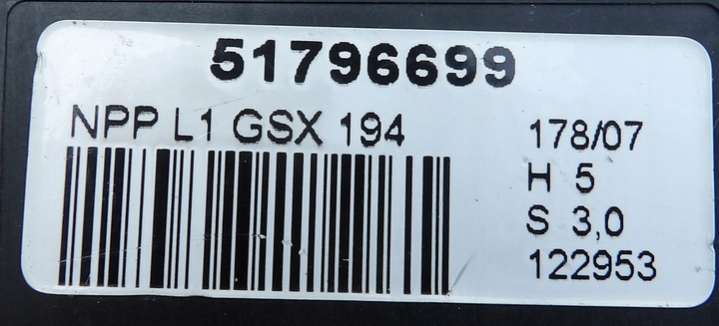 51796699
NPP L1 GSX 194
178/07
H 5
S 3,0
122953